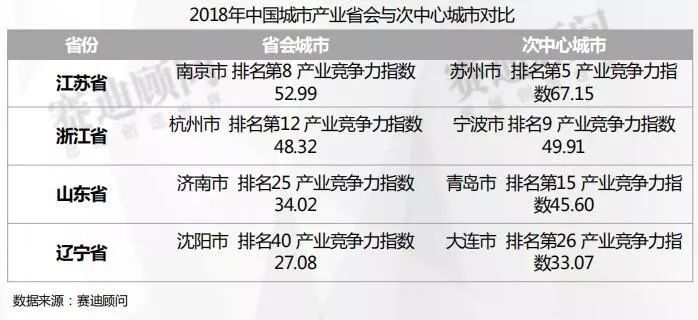 2018年中国城市产业省会与次中心城市对比
省份 省会城市 次中心城市
江苏省 南京市 排名第8 产业竞争力指数 52.99 苏州市 排名第5 产业竞争力指数67.15
浙江省 杭州市 排名第12 产业竞争力指数 48.32 宁波市 排名9 产业竞争力指数 49.91
山东省 济南市 排名25 产业竞争力指数 34.02 青岛市 排名第15 产业竞争力指数45.60
辽宁省 沈阳市 排名40 产业竞争力指数 27.08 大连市 排名第26 产业竞争力指数33.07
数据来源：赛迪顾问